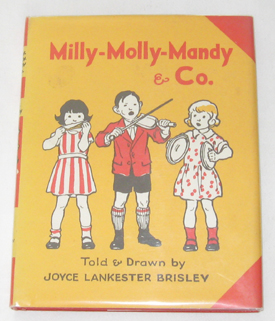 Milly-Molly-Mandy
& Co.
Told & Drawn by
JOYCE LANKESTER BRISLEY